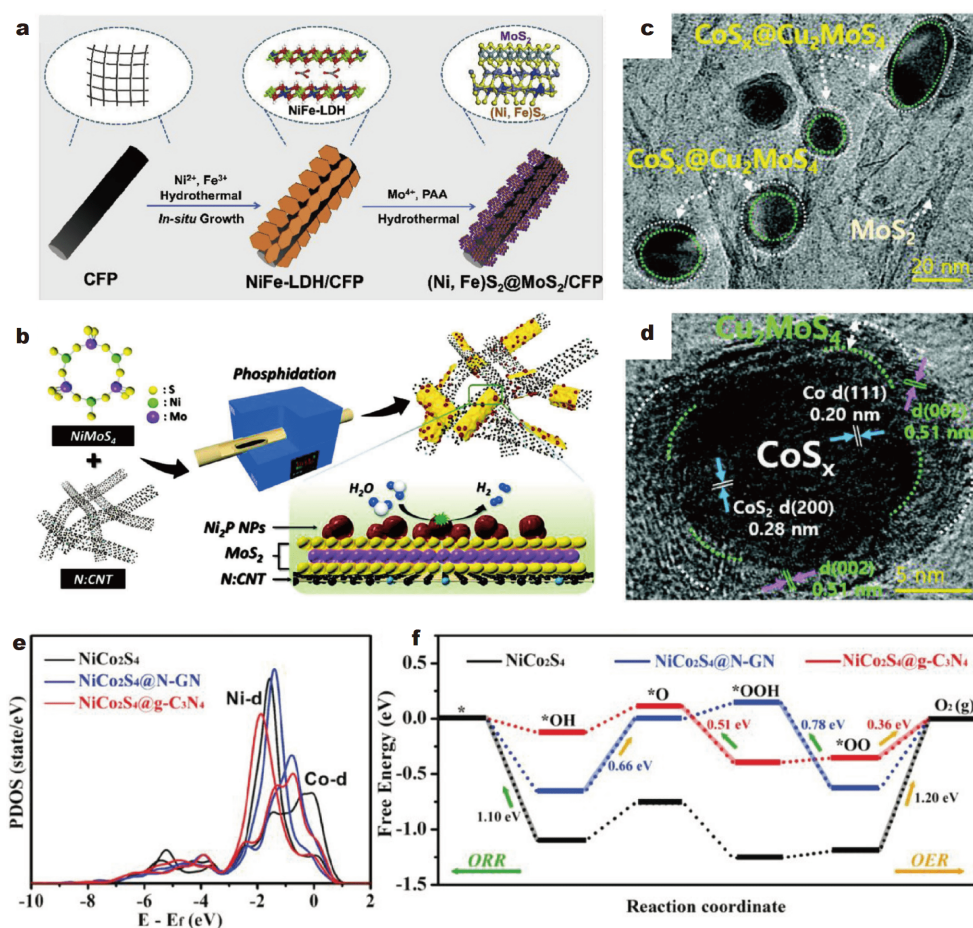 a
MoS₂
NiFe-LDH
(Ni, Fe)S₂
Ni²⁺, Fe³⁺
Hydrothermal
In-situ Growth
Mo⁴⁺, PAA
Hydrothermal
CFP
NiFe-LDH/CFP
(Ni, Fe)S₂@MoS₂/CFP
b
: S
: Ni
: Mo
NiMoS₄
+
N:CNT
Phosphidation
H₂O
H₂
Ni₂P NPs
MoS₂
N:CNT
c
CoSₓ@Cu₂MoS₄
CoSₓ@Cu₂MoS₄
MoS₂
20 nm
d
Cu₂MoS₄
Co d(111)
0.20 nm
d(002)
0.51 nm
CoSₓ
CoS₂ d(200)
0.28 nm
d(002)
0.51 nm
5 nm
e
NiCo₂S₄
NiCo₂S₄@N-GN
NiCo₂S₄@g-C₃N₄
Ni-d
Co-d
PDOS (state/eV)
-10 -8 -6 -4 -2 0 2
E - Ef (eV)
f
NiCo₂S₄ NiCo₂S₄@N-GN NiCo₂S₄@g-C₃N₄
Free Energy (eV)
0.5
0.0
-0.5
-1.0
-1.5
*
*OH
*O
*OOH
*OO
O₂ (g)
1.10 eV
0.66 eV
0.51 eV
0.78 eV
0.36 eV
1.20 eV
ORR
OER
Reaction coordinate